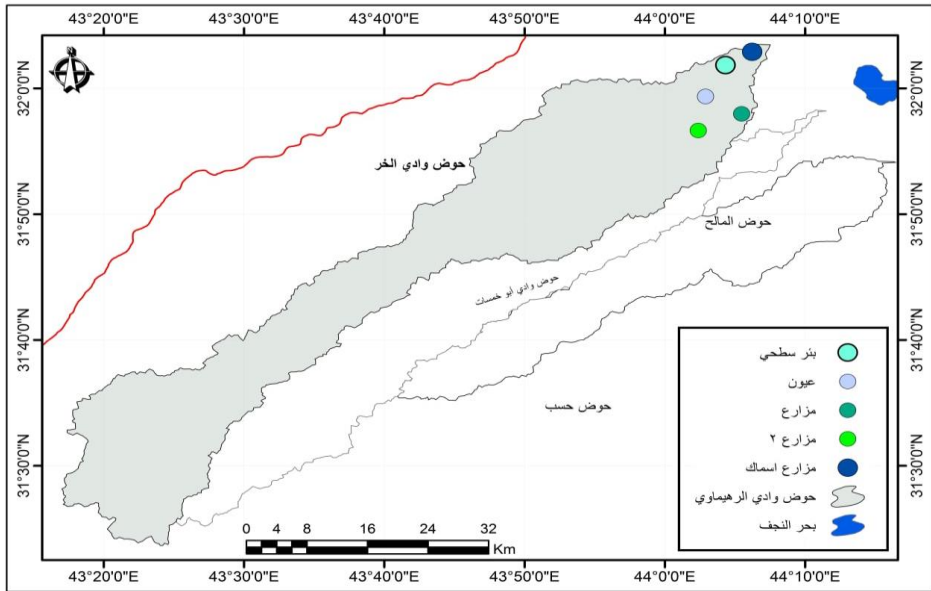 43°20'0"E 43°30'0"E 43°40'0"E 43°50'0"E 44°0'0"E 44°10'0"E
32°0'0"N 32°0'0"N
حوض وادي الخر
31°50'0"N 31°50'0"N
حوض المالح
حوض وادي أبو خمسات
31°40'0"N 31°40'0"N
حوض حسب
31°30'0"N 31°30'0"N
بئر سطحي
عيون
مزارع
مزارع ٢
مزارع اسماك
حوض وادي الرهيماوي
بحر النجف
0 4 8 16 24 32
Km
43°20'0"E 43°30'0"E 43°40'0"E 43°50'0"E 44°0'0"E 44°10'0"E